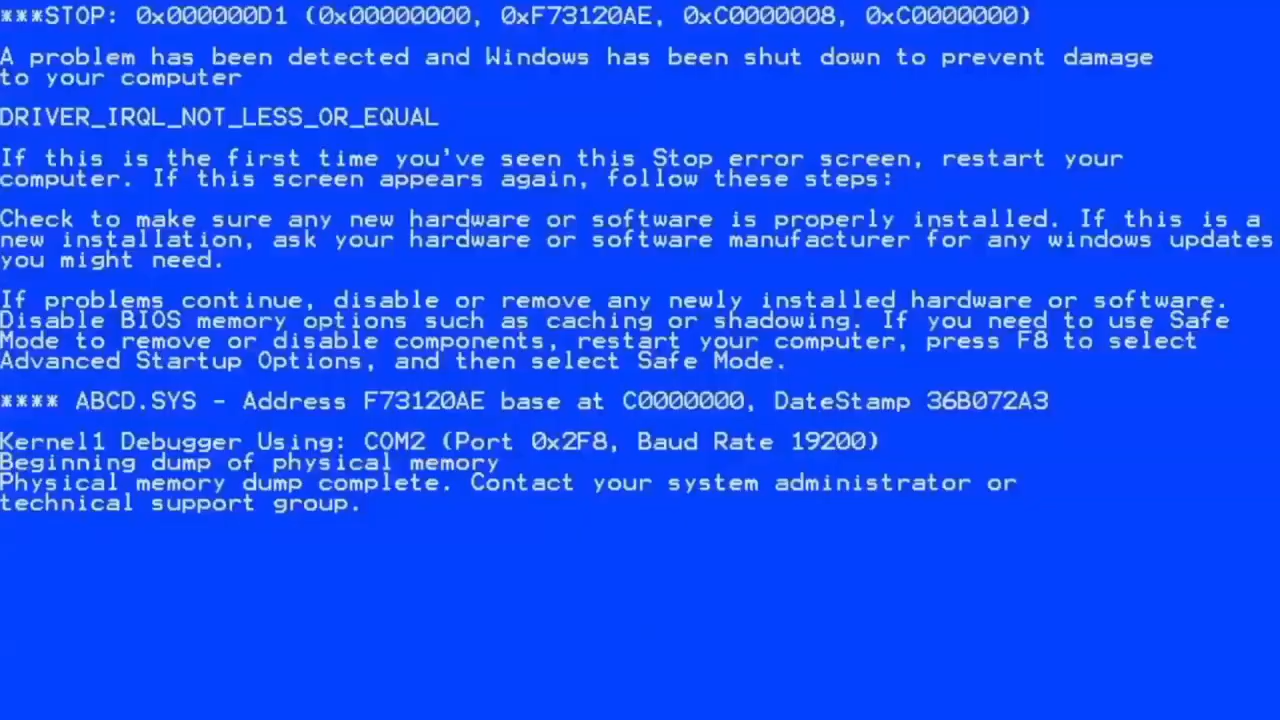 ***STOP: 0x000000D1 (0x00000000, 0xF73120AE, 0xC0000008, 0xC0000000)
A problem has been detected and Windows has been shut down to prevent damage
to your computer
DRIVER_IRQL_NOT_LESS_OR_EQUAL
If this is the first time you've seen this Stop error screen, restart your
computer. If this screen appears again, follow these steps:
Check to make sure any new hardware or software is properly installed. If this is a
new installation, ask your hardware or software manufacturer for any windows updates
you might need.
If problems continue, disable or remove any newly installed hardware or software.
Disable BIOS memory options such as caching or shadowing. If you need to use Safe
Mode to remove or disable components, restart your computer, press F8 to select
Advanced Startup Options, and then select Safe Mode.
**** ABCD.SYS - Address F73120AE base at C0000000, DateStamp 36B072A3
Kernel1 Debugger Using: COM2 (Port 0x2F8, Baud Rate 19200)
Beginning dump of physical memory
Physical memory dump complete. Contact your system administrator or
technical support group.